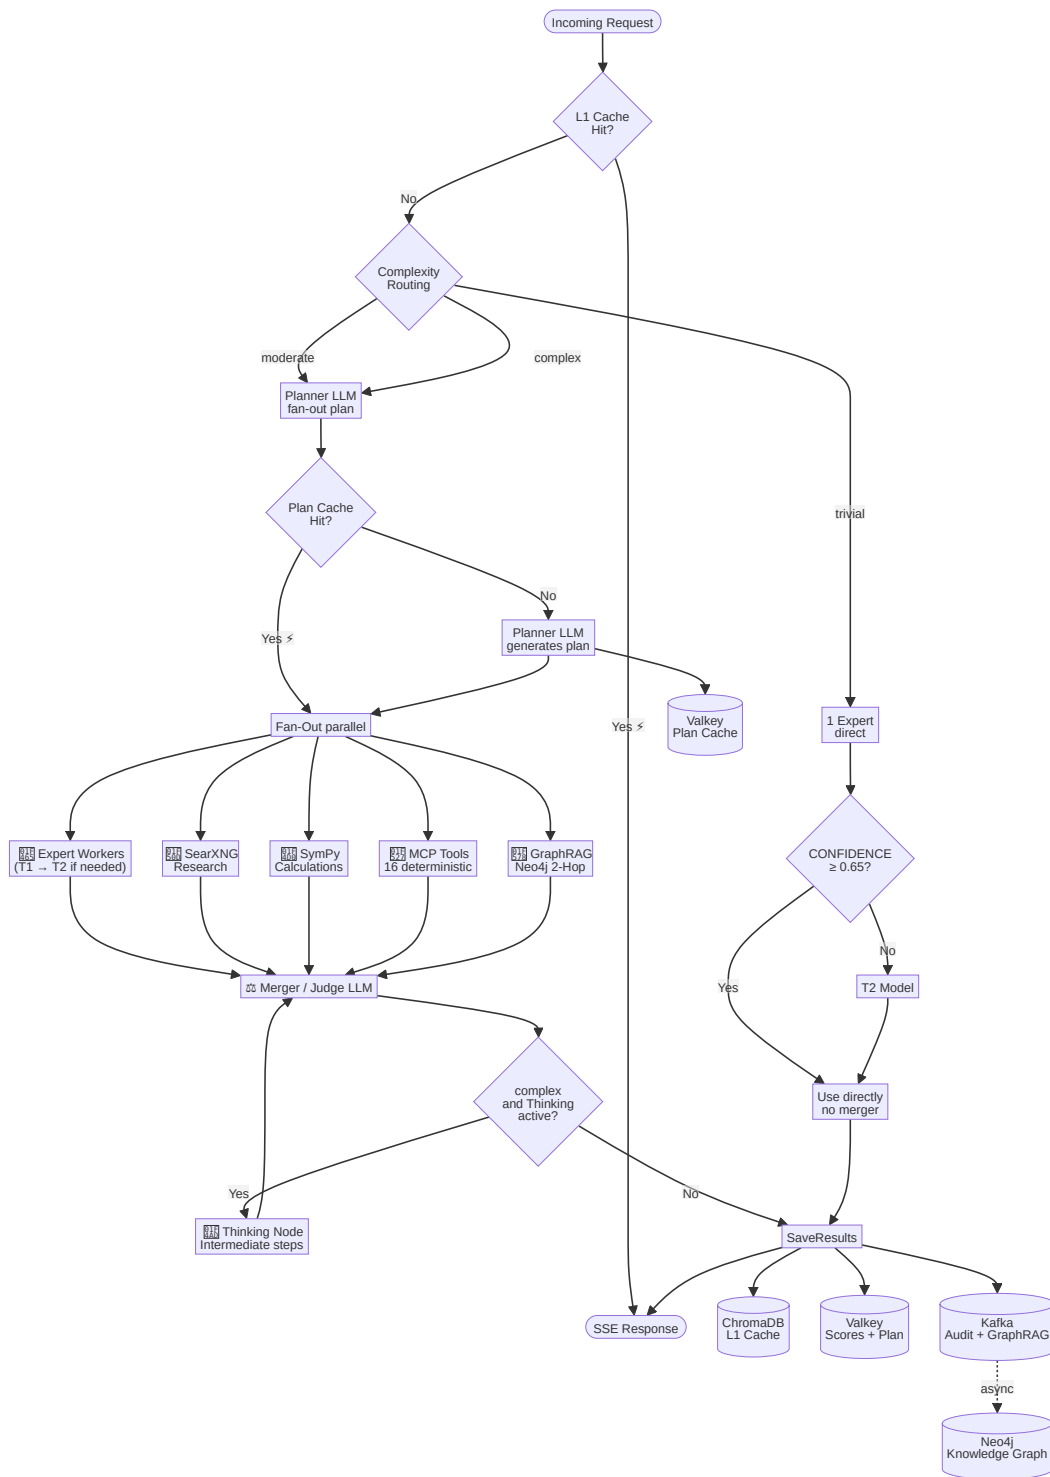 Incoming Request
L1 Cache
Hit?
No
Complexity
Routing
moderate
complex
Planner LLM
fan-out plan
Plan Cache
Hit?
trivial
No
Yes ⚡
Planner LLM
generates plan
Valkey
Plan Cache
Yes ⚡
Fan-Out parallel
1 Expert
direct
Expert Workers
(T1 → T2 if needed)
SearXNG
Research
SymPy
Calculations
MCP Tools
16 deterministic
GraphRAG
Neo4j 2-Hop
CONFIDENCE
≥ 0.65?
No
Yes
⚖ Merger / Judge LLM
T2 Model
complex
and Thinking
active?
Use directly
no merger
Yes
No
Thinking Node
Intermediate steps
SaveResults
SSE Response
ChromaDB
L1 Cache
Valkey
Scores + Plan
Kafka
Audit + GraphRAG
async
Neo4j
Knowledge Graph